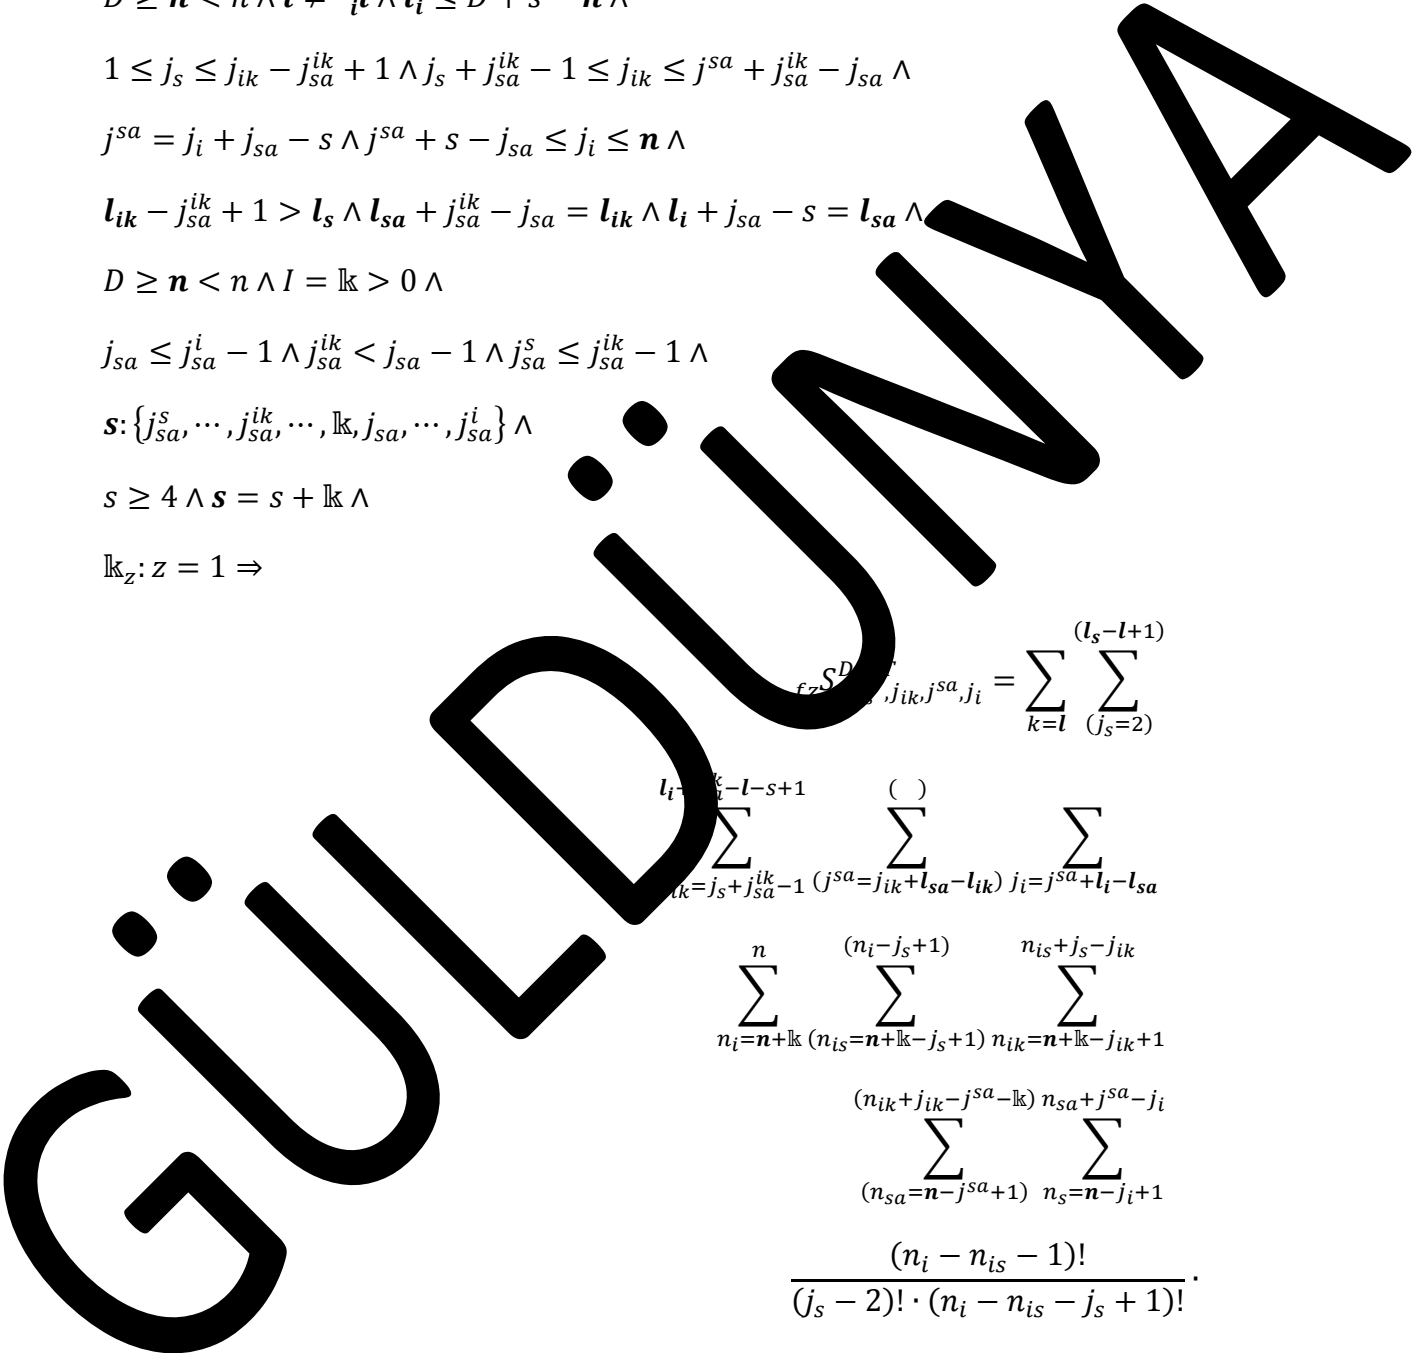 1 ≤ j_s ≤ j_{ik} − j_{sa}^{ik} + 1 ∧ j_s + j_{sa}^{ik} − 1 ≤ j_{ik} ≤ j^{sa} + j_{sa}^{ik} − j_{sa} ∧
j^{sa} = j_i + j_{sa} − s ∧ j^{sa} + s − j_{sa} ≤ j_i ≤ n ∧
l_{ik} − j_{sa}^{ik} + 1 > l_s ∧ l_{sa} + j_{sa}^{ik} − j_{sa} = l_{ik} ∧ l_i + j_{sa} − s = l_{sa} ∧
D ≥ n < n ∧ I = 𝕜 > 0 ∧
j_{sa} ≤ j_{sa}^{i} − 1 ∧ j_{sa}^{ik} < j_{sa} − 1 ∧ j_{sa}^{s} ≤ j_{sa}^{ik} − 1 ∧
s: {j_{sa}^{s}, ⋯ , j_{sa}^{ik}, ⋯ , 𝕜, j_{sa}, ⋯ , j_{sa}^{i}} ∧
s ≥ 4 ∧ s = s + 𝕜 ∧
𝕜_z: z = 1 ⇒
,j_{ik},j^{sa},j_i = ∑_{k=l} ∑_{(j_s=2)}^{(l_s−l+1)}
∑ ∑_{(j^{sa}=j_{ik}+l_{sa}−l_{ik})}^{( )} ∑_{j_i=j^{sa}+l_i−l_{sa}}
∑_{n_i=n+𝕜}^{n} ∑_{(n_{is}=n+𝕜−j_s+1)}^{(n_i−j_s+1)} ∑_{n_{ik}=n+𝕜−j_{ik}+1}^{n_{is}+j_s−j_{ik}}
∑_{(n_{sa}=n−j^{sa}+1)}^{(n_{ik}+j_{ik}−j^{sa}−𝕜)} ∑_{n_s=n−j_i+1}^{n_{sa}+j^{sa}−j_i}
(n_i − n_{is} − 1)!
(j_s − 2)! · (n_i − n_{is} − j_s + 1)! ·
GÜLDÜNYA